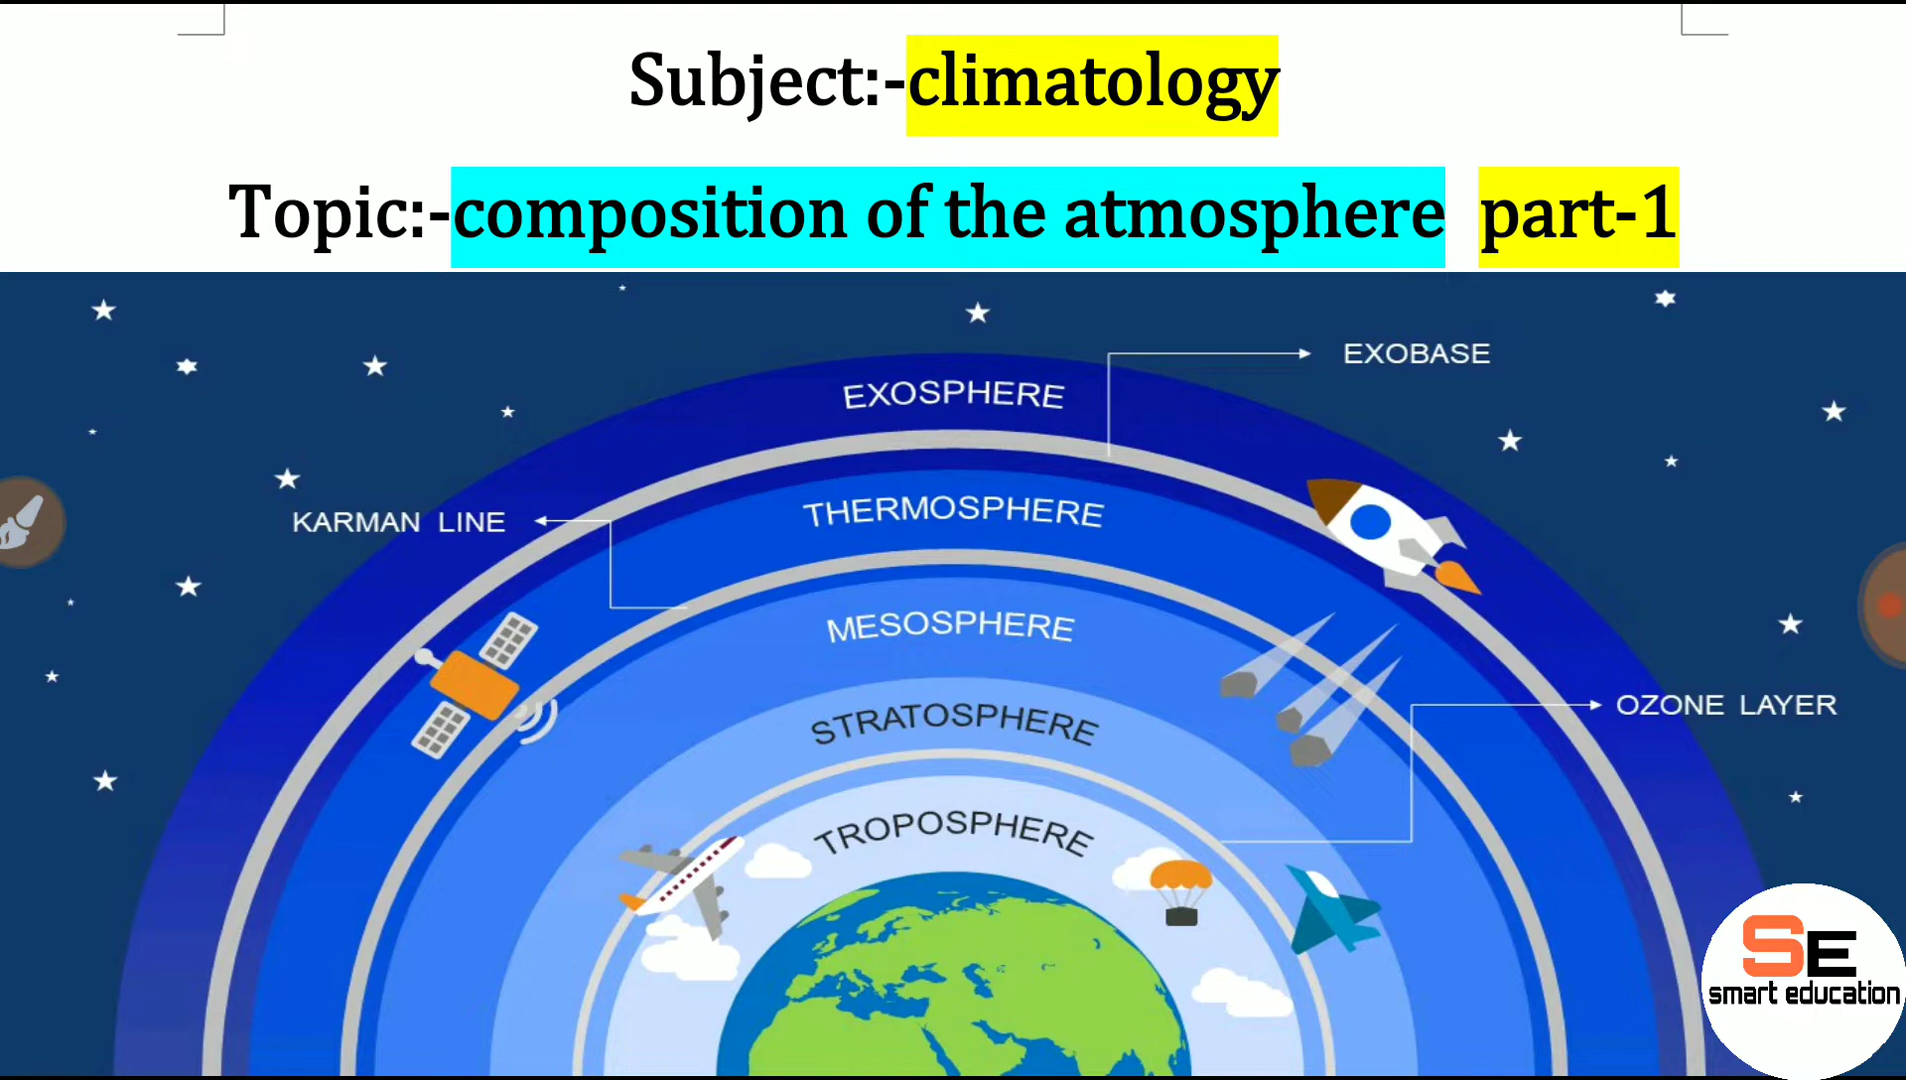 Subject:-climatology
Topic:-composition of the atmosphere part-1
EXOBASE
EXOSPHERE
THERMOSPHERE
KARMAN LINE
MESOSPHERE
OZONE LAYER
STRATOSPHERE
TROPOSPHERE
SE
smart education